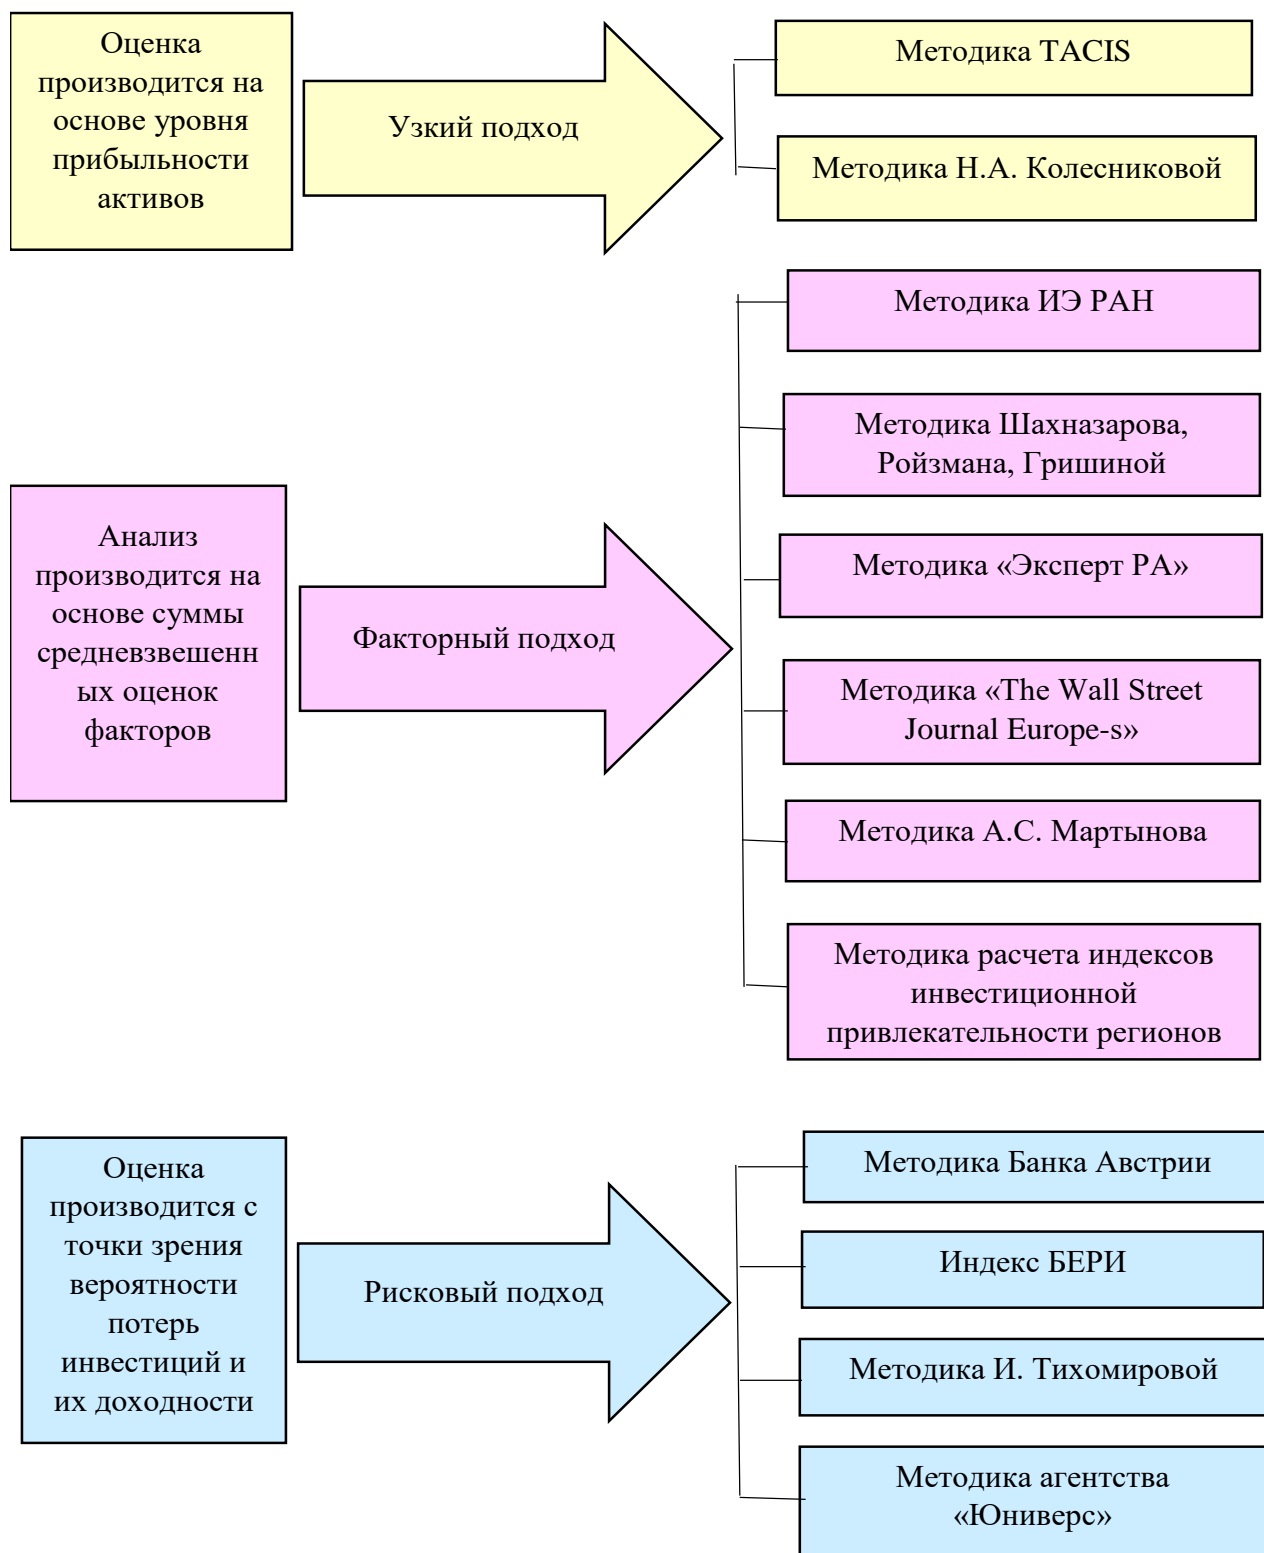 Оценка
производится на
основе уровня
прибыльности
активов
Узкий подход
Методика TACIS
Методика Н.А. Колесниковой
Анализ
производится на
основе суммы
средневзвешенн
ых оценок
факторов
Факторный подход
Методика ИЭ РАН
Методика Шахназарова,
Ройзмана, Гришиной
Методика «Эксперт РА»
Методика «The Wall Street
Journal Europe-s»
Методика А.С. Мартынова
Методика расчета индексов
инвестиционной
привлекательности регионов
Оценка
производится с
точки зрения
вероятности
потерь
инвестиций и
их доходности
Рисковый подход
Методика Банка Австрии
Индекс БЕРИ
Методика И. Тихомировой
Методика агентства
«Юниверс»